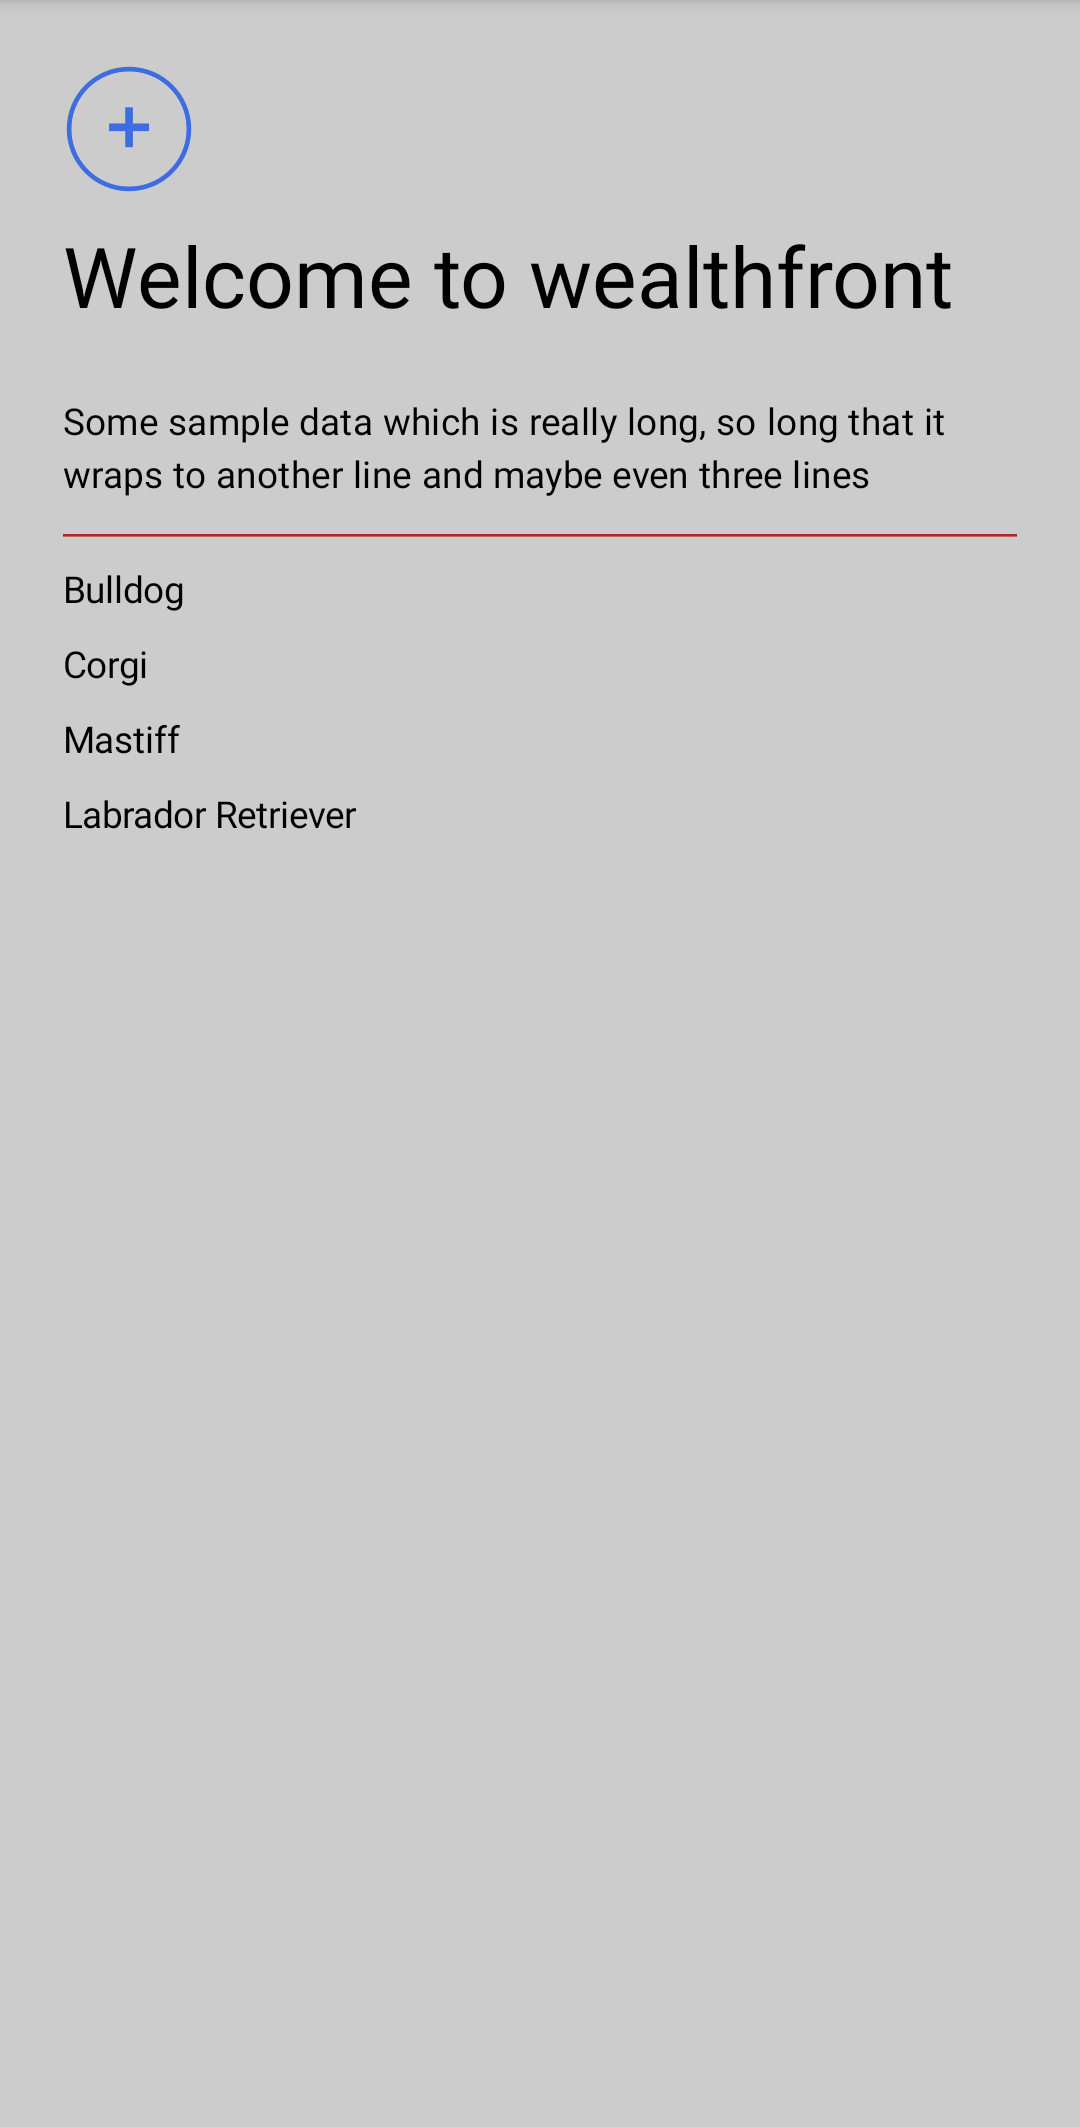 Welcome to wealthfront
Some sample data which is really long, so long that it
wraps to another line and maybe even three lines
Bulldog
Corgi
Mastiff
Labrador Retriever